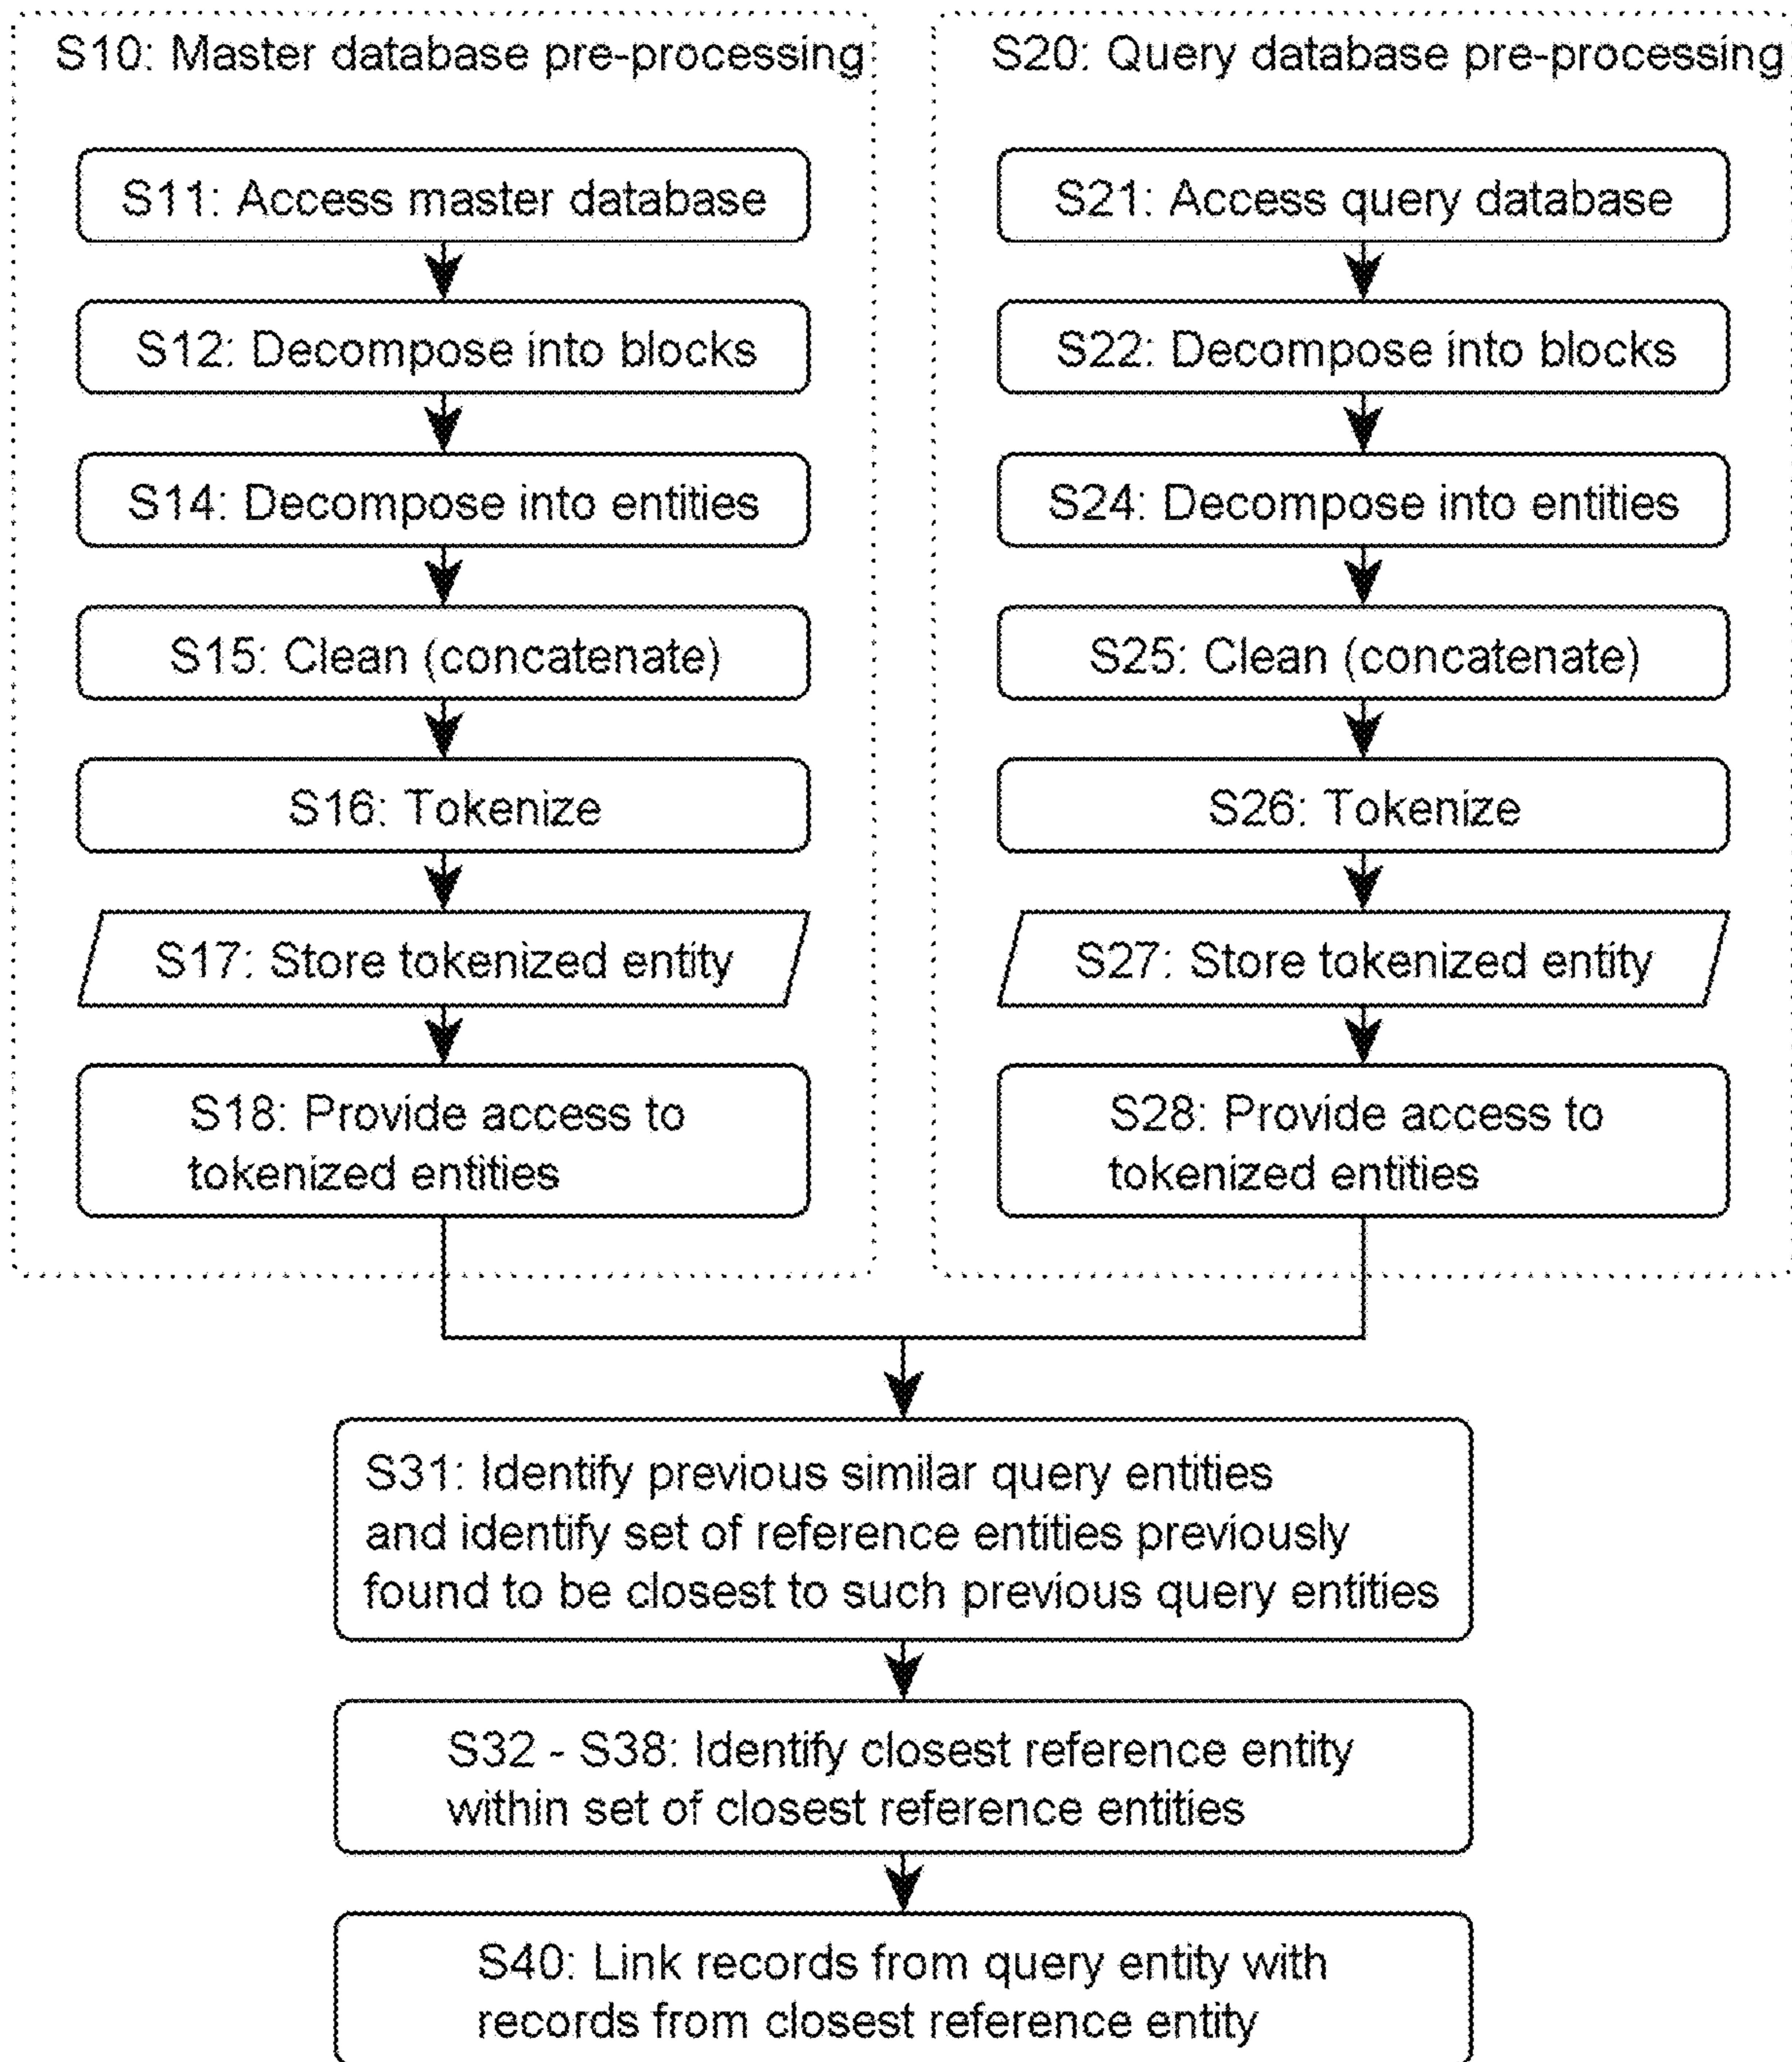 S10: Master database pre-processing
S11: Access master database
S12: Decompose into blocks
S14: Decompose into entities
S15: Clean (concatenate)
S16: Tokenize
S17: Store tokenized entity
S18: Provide access to
tokenized entities
S20: Query database pre-processing
S21: Access query database
S22: Decompose into blocks
S24: Decompose into entities
S25: Clean (concatenate)
S26: Tokenize
S27: Store tokenized entity
S28: Provide access to
tokenized entities
S31: Identify previous similar query entities
and identify set of reference entities previously
found to be closest to such previous query entities
S32 - S38: Identify closest reference entity
within set of closest reference entities
S40: Link records from query entity with
records from closest reference entity